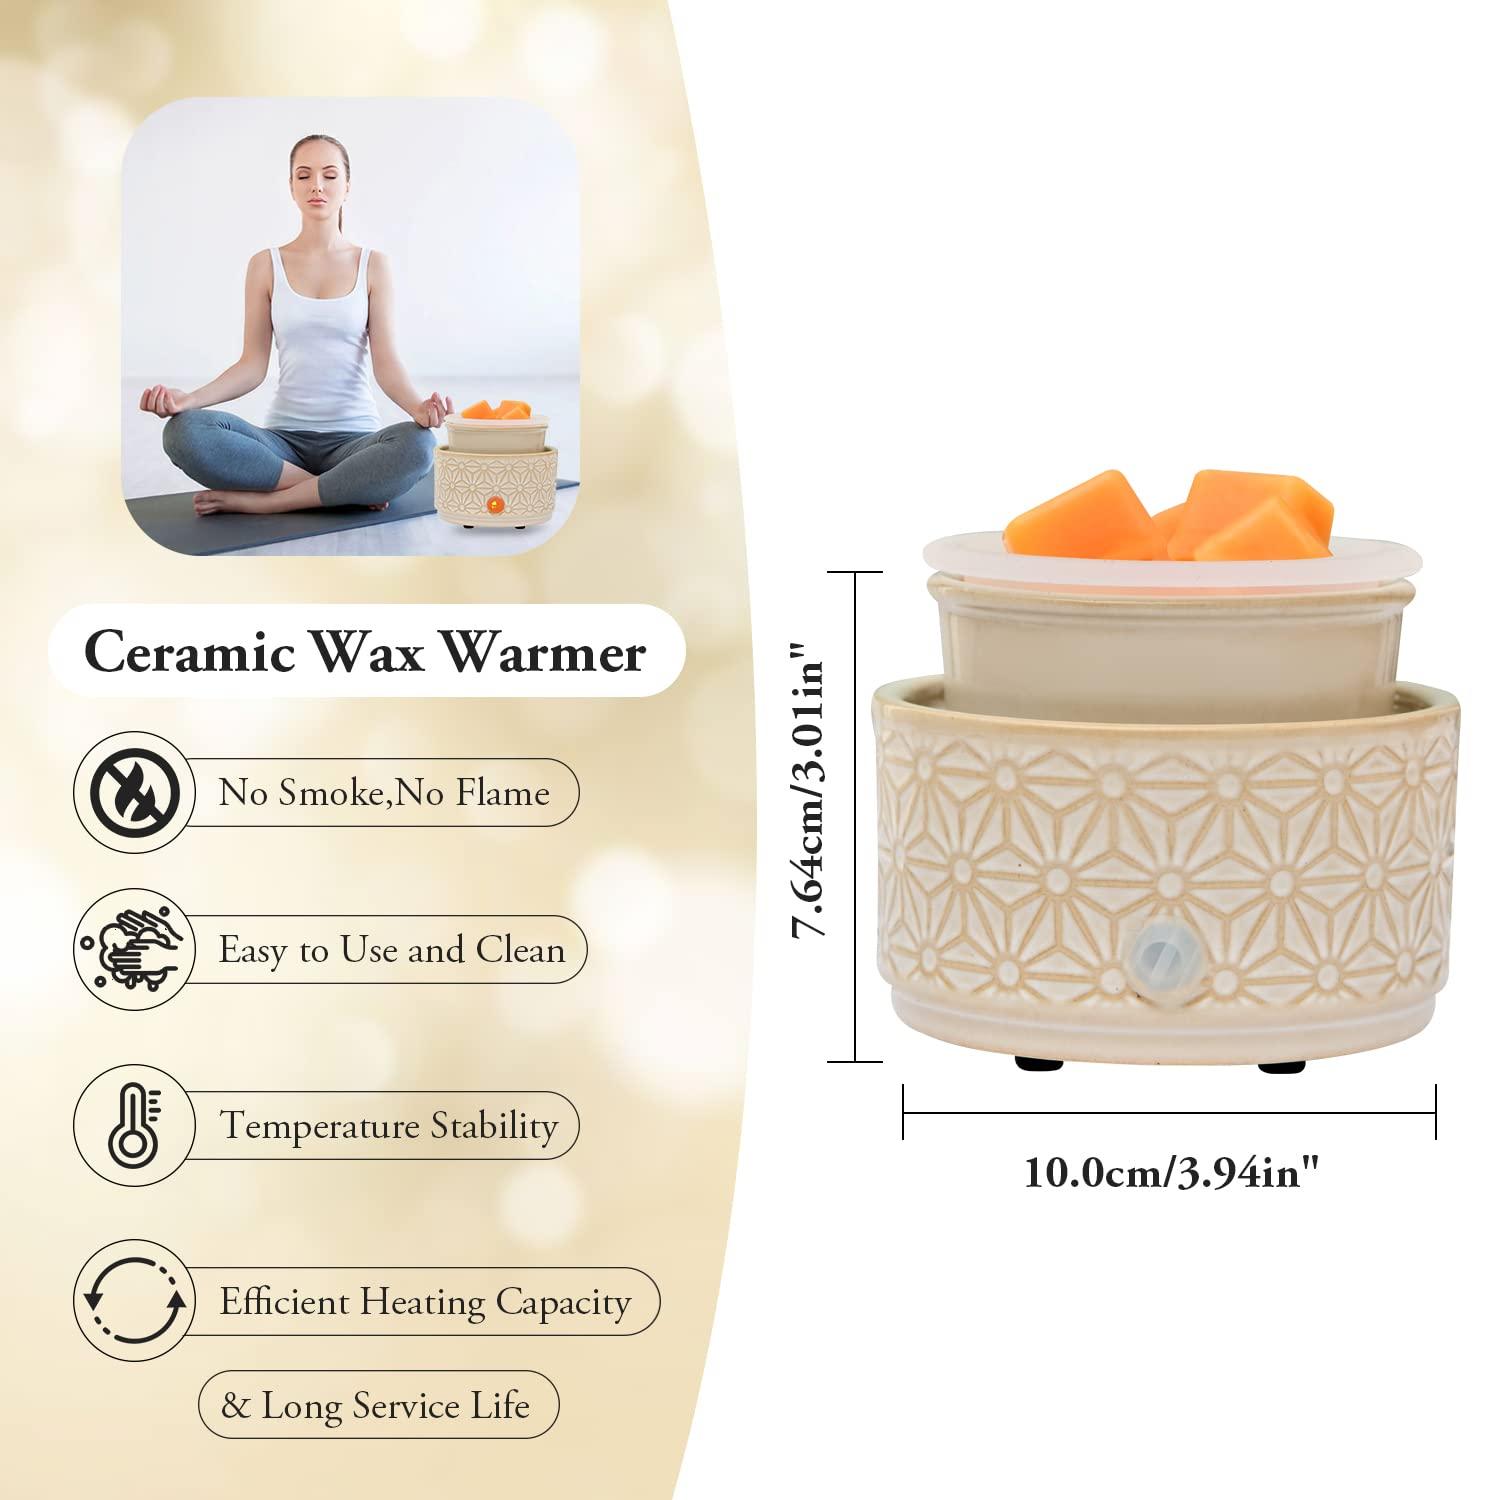 Ceramic Wax Warmer
No Smoke,No Flame
Easy to Use and Clean
Temperature Stability
Efficient Heating Capacity
& Long Service Life
7.64cm/3.01in"
10.0cm/3.94in"